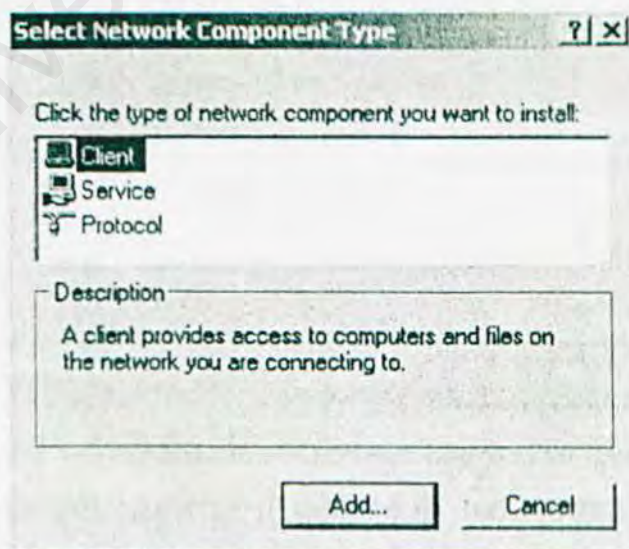 Select Network Component Type
Click the type of network component you want to install:
Client
Service
Protocol
Description
A client provides access to computers and files on
the network you are connecting to.
Add...
Cancel